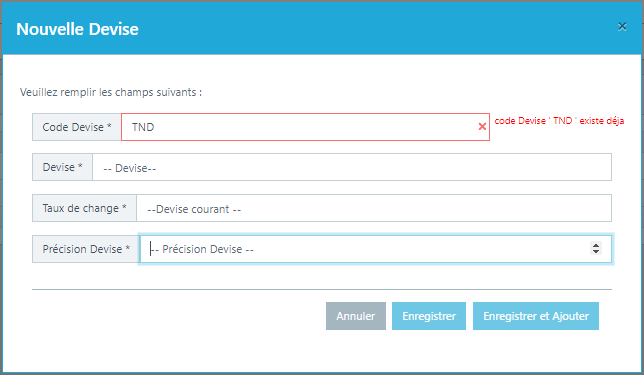 Nouvelle Devise
×
Veuillez remplir les champs suivants :
Code Devise * TND × code Devise ' TND ' existe déja
Devise * -- Devise--
Taux de change * --Devise courant --
Précision Devise * -- Précision Devise --
Annuler Enregistrer Enregistrer et Ajouter